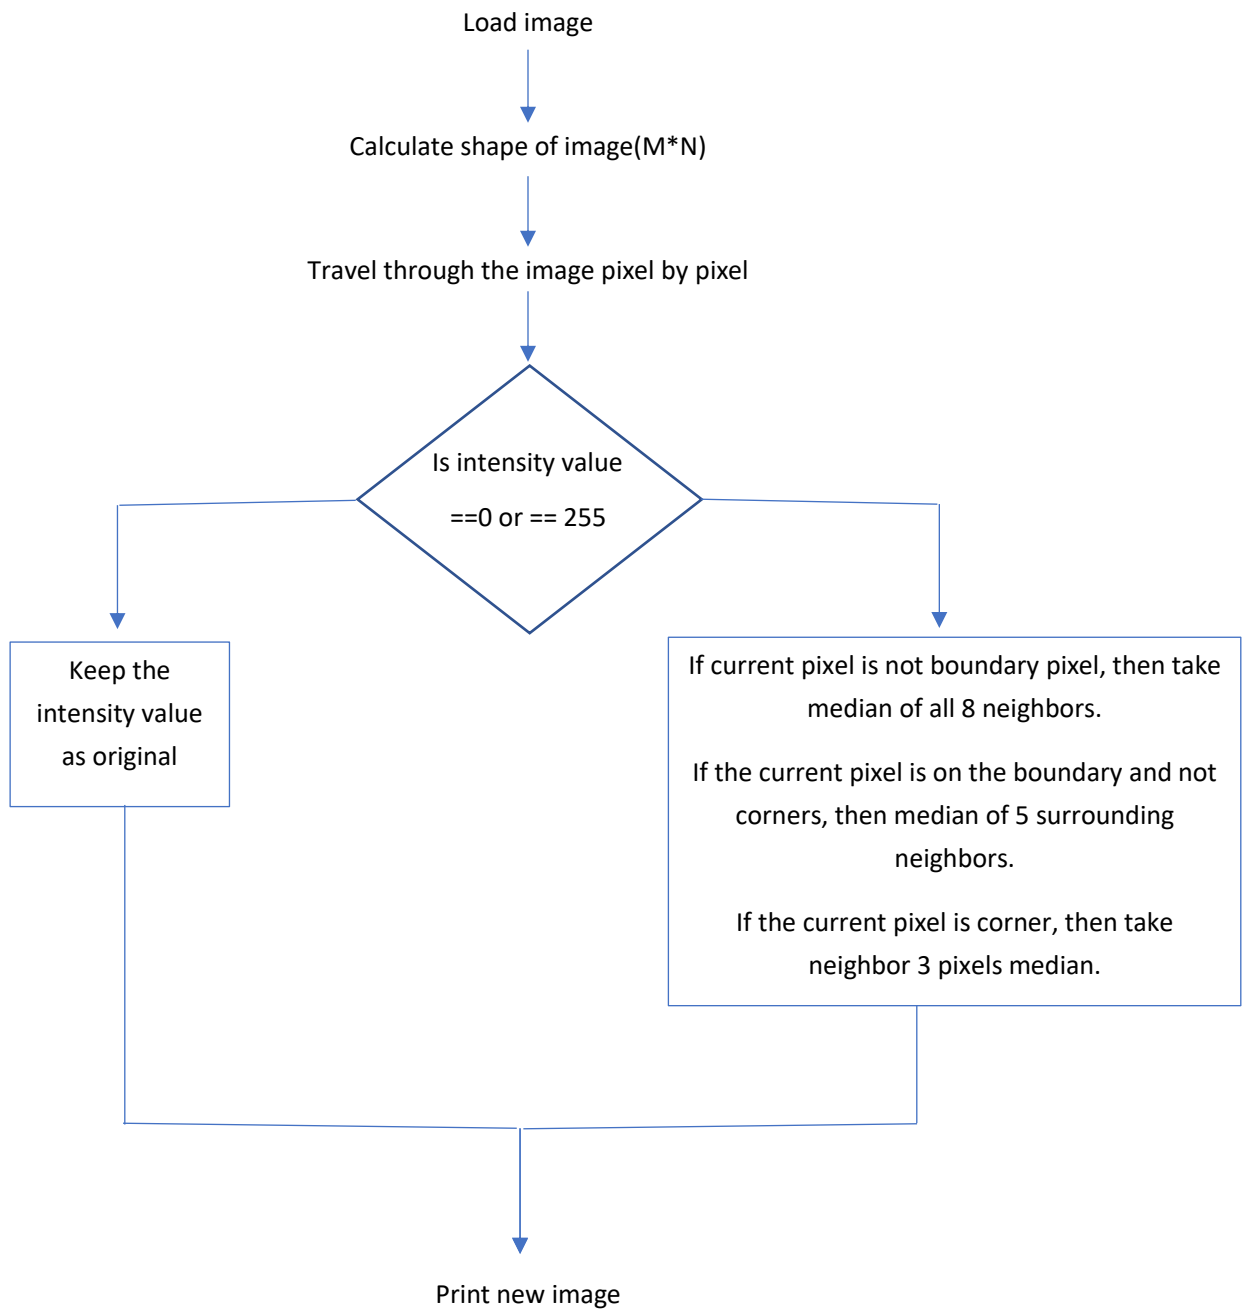 Load image
Calculate shape of image(M*N)
Travel through the image pixel by pixel
Is intensity value
==0 or == 255
Keep the
intensity value
as original
If current pixel is not boundary pixel, then take
median of all 8 neighbors.
If the current pixel is on the boundary and not
corners, then median of 5 surrounding
neighbors.
If the current pixel is corner, then take
neighbor 3 pixels median.
Print new image